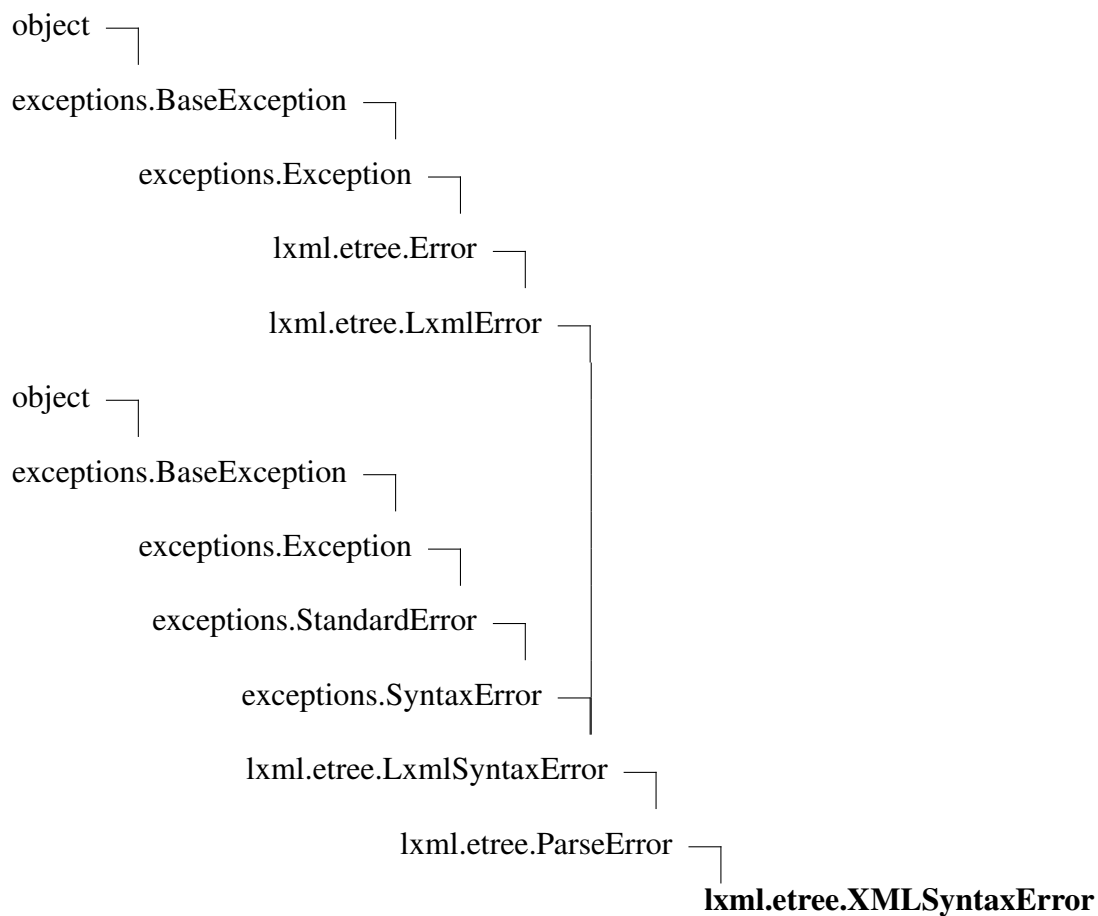 object
exceptions.BaseException
exceptions.Exception
lxml.etree.Error
lxml.etree.LxmlError
object
exceptions.BaseException
exceptions.Exception
exceptions.StandardError
exceptions.SyntaxError
lxml.etree.LxmlSyntaxError
lxml.etree.ParseError
lxml.etree.XMLSyntaxError